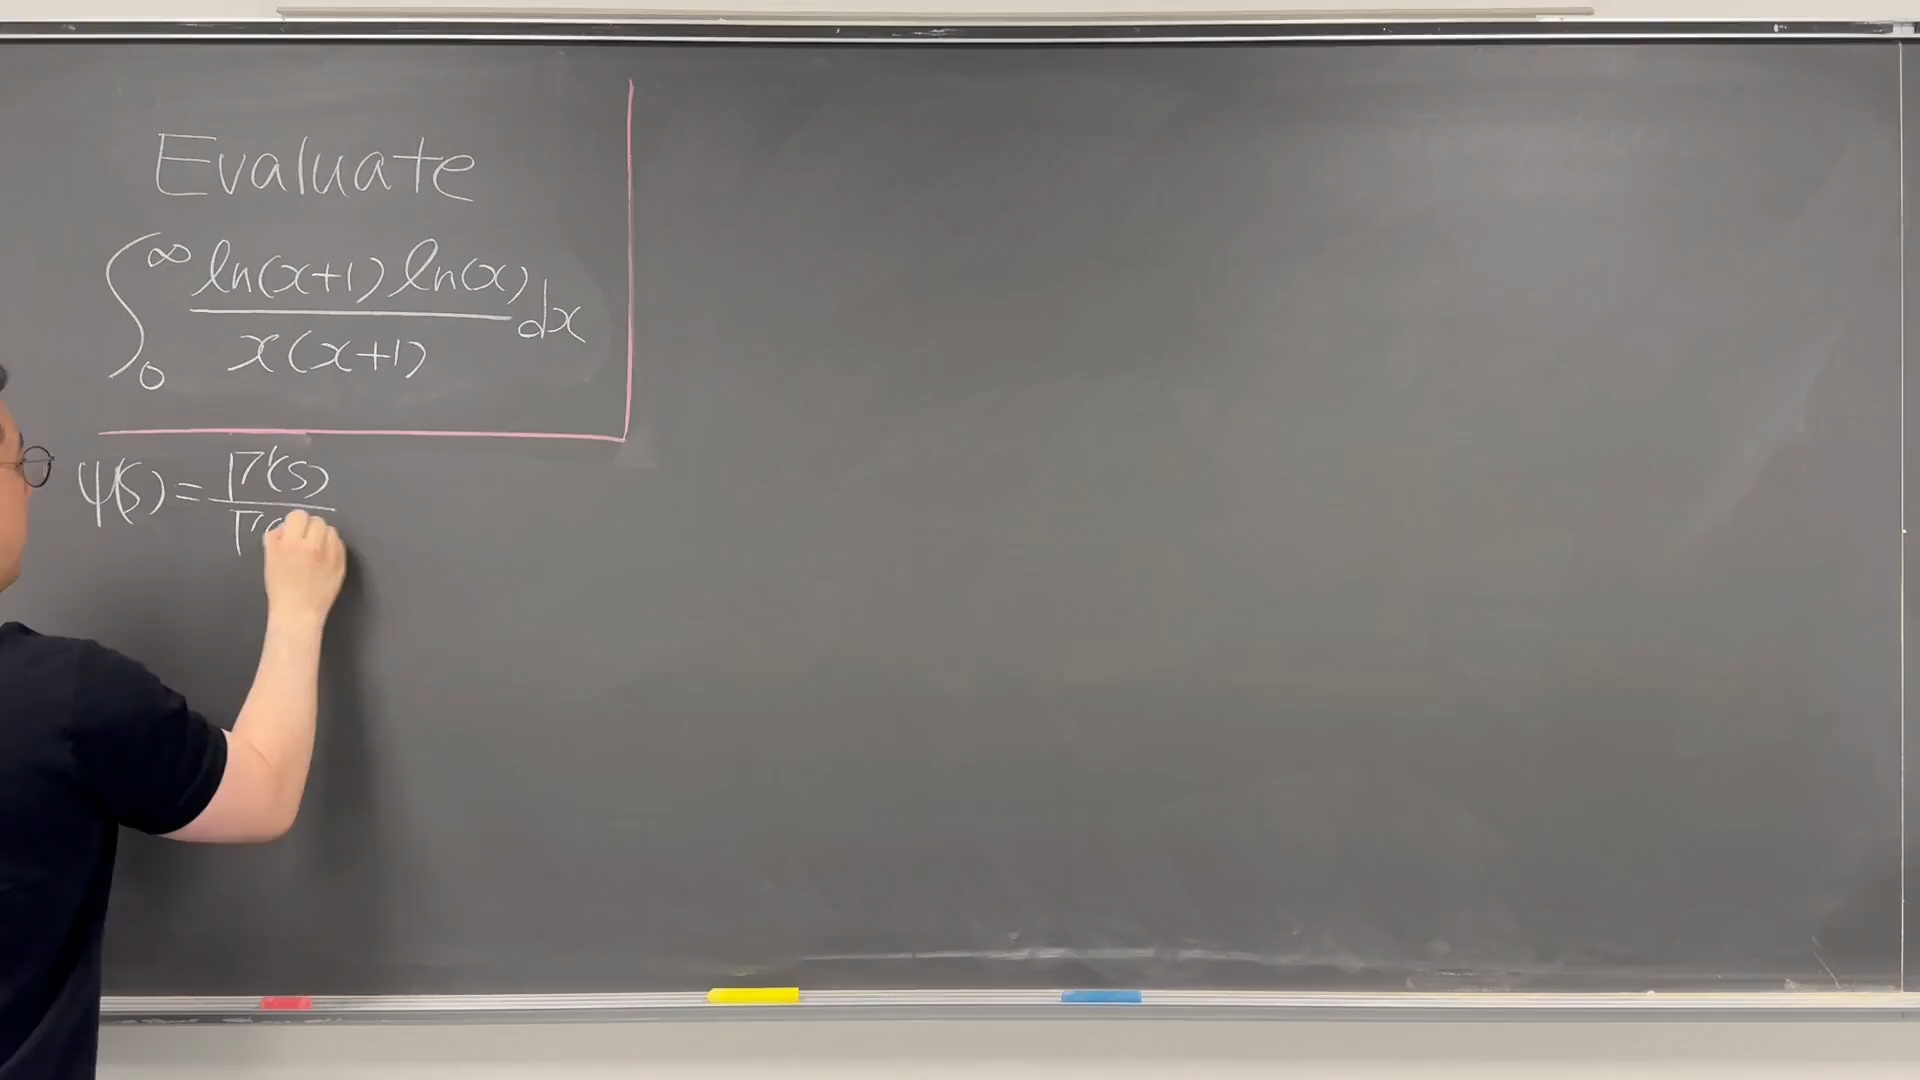 Evaluate
∫₀^∞ ln(x+1) ln(x) / x(x+1) dx
ψ(s) = Γ'(s) / Γ(